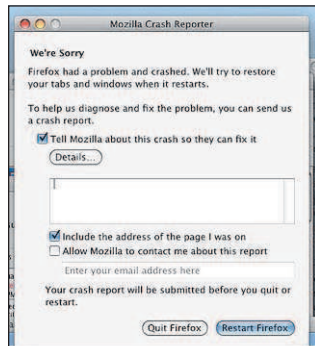 Mozilla Crash Reporter
We're Sorry
Firefox had a problem and crashed. We'll try to restore
your tabs and windows when it restarts.
To help us diagnose and fix the problem, you can send us
a crash report.
Tell Mozilla about this crash so they can fix it
Details...
Include the address of the page I was on
Allow Mozilla to contact me about this report
Enter your email address here
Your crash report will be submitted before you quit or
restart.
Quit Firefox Restart Firefox